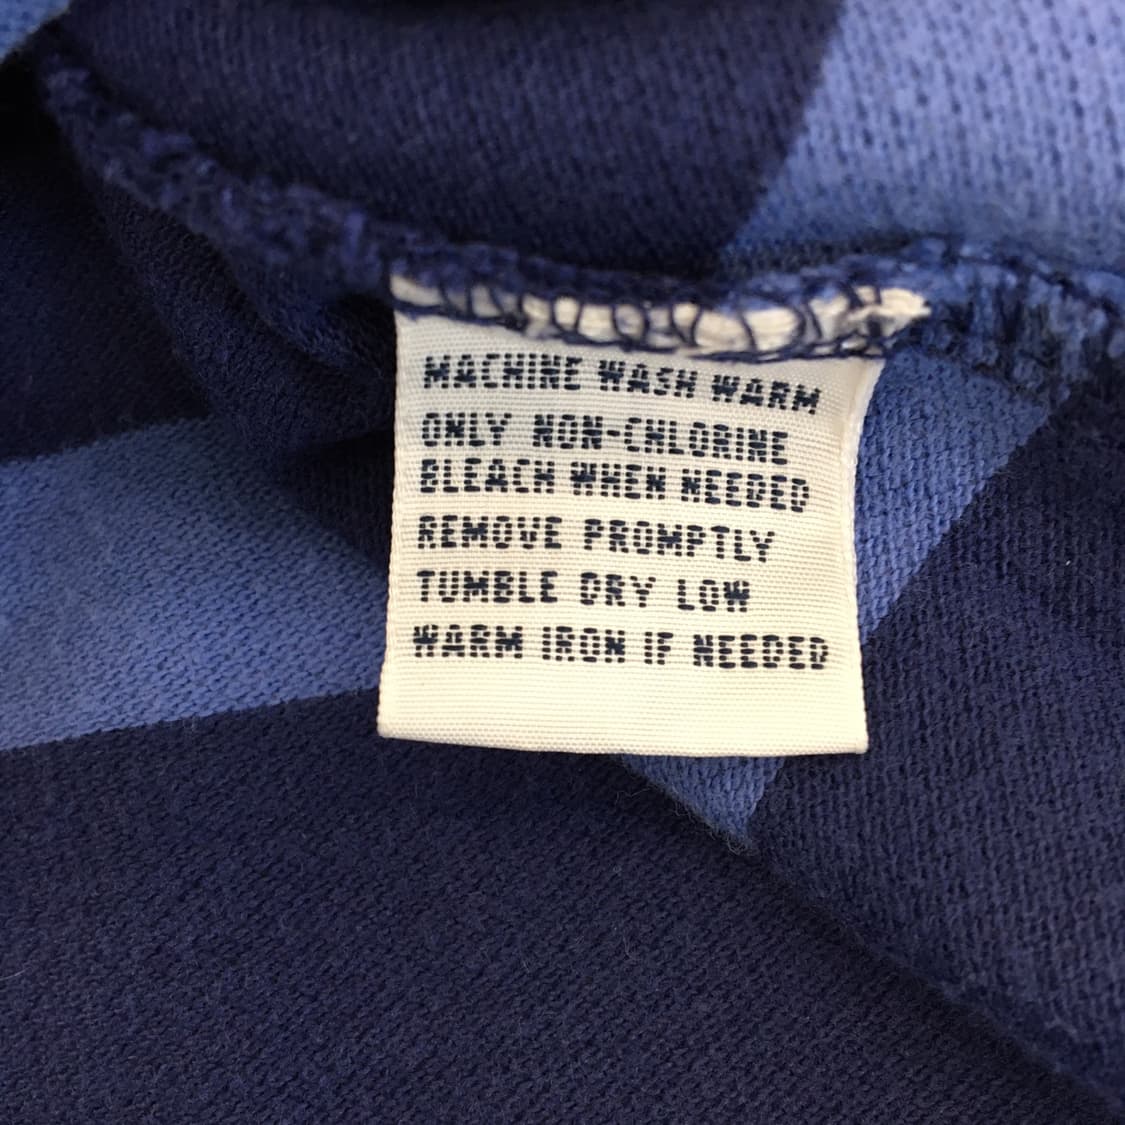 MACHINE WASH WARM
ONLY NON-CHLORINE
BLEACH WHEN NEEDED
REMOVE PROMPTLY
TUMBLE DRY LOW
WARM IRON IF NEEDED